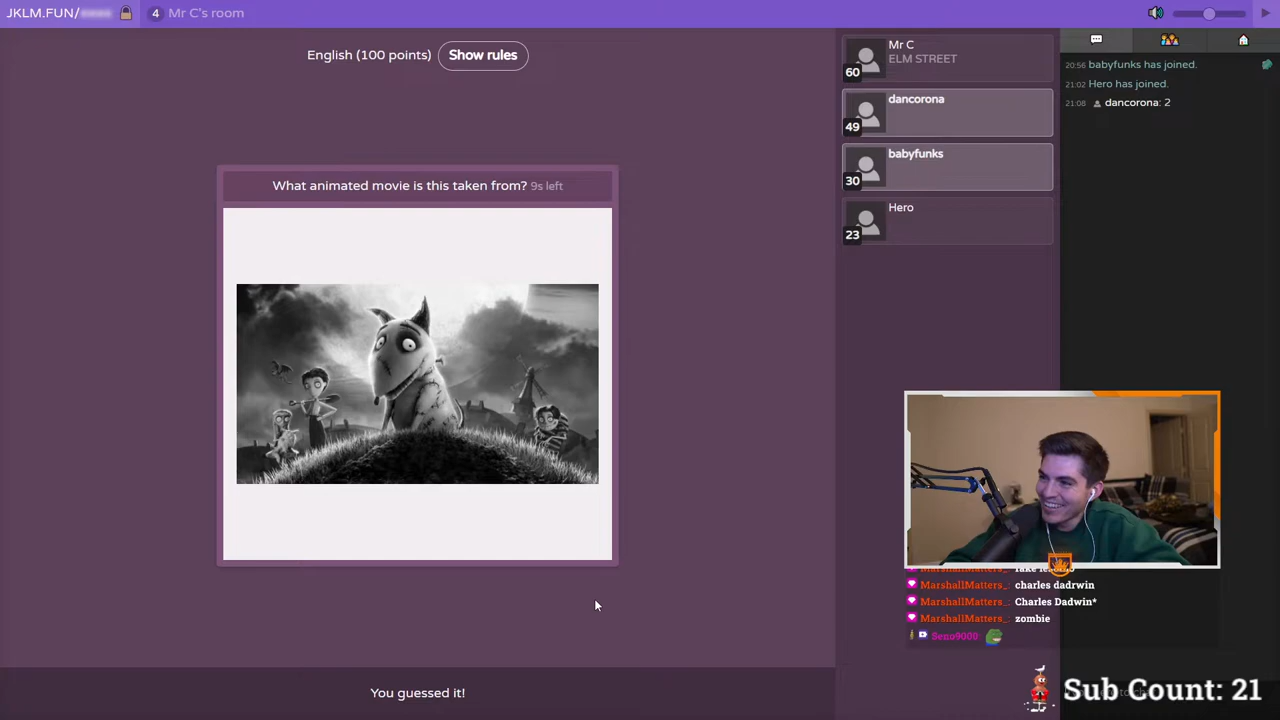 JKLM.FUN/
4 Mr C's room
English (100 points) Show rules
What animated movie is this taken from? 9s left
You guessed it!
Mr C
ELM STREET
60
dancorona
49
babyfunks
30
Hero
23
20:56 babyfunks has joined.
21:02 Hero has joined.
21:08 dancorona: 2
MarshallMatters_:
MarshallMatters_: charles dadrwin
MarshallMatters_: Charles Dadwin*
MarshallMatters_: zombie
Seno9000:
Sub Count: 21